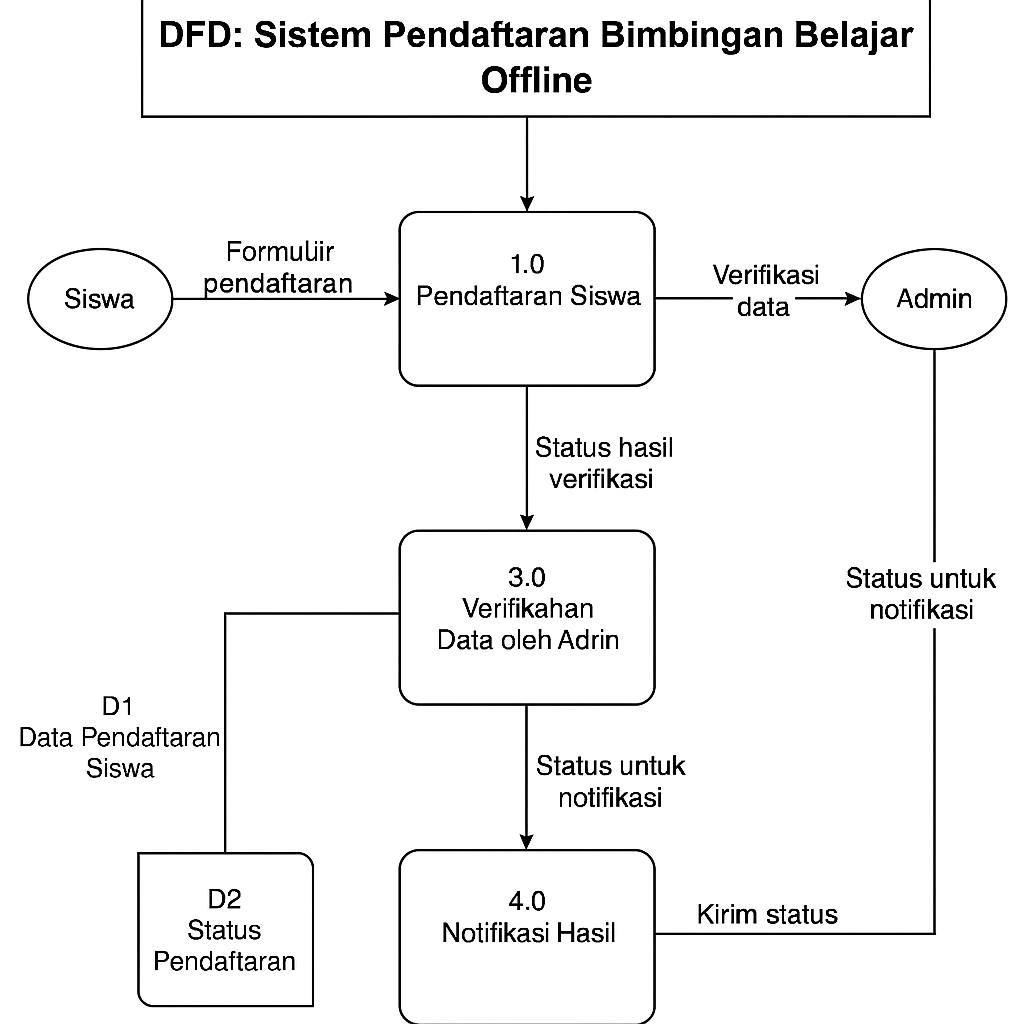 DFD: Sistem Pendaftaran Bimbingan Belajar
Offline
Formuliir
pendaftaran
Siswa
1.0
Pendaftaran Siswa
Verifikasi
data
Admin
Status hasil
verifikasi
3.0
Verifikahan
Data oleh Adrin
Status untuk
notifikasi
D1
Data Pendaftaran
Siswa
Status untuk
notifikasi
D2
Status
Pendaftaran
4.0
Notifikasi Hasil
Kirim status